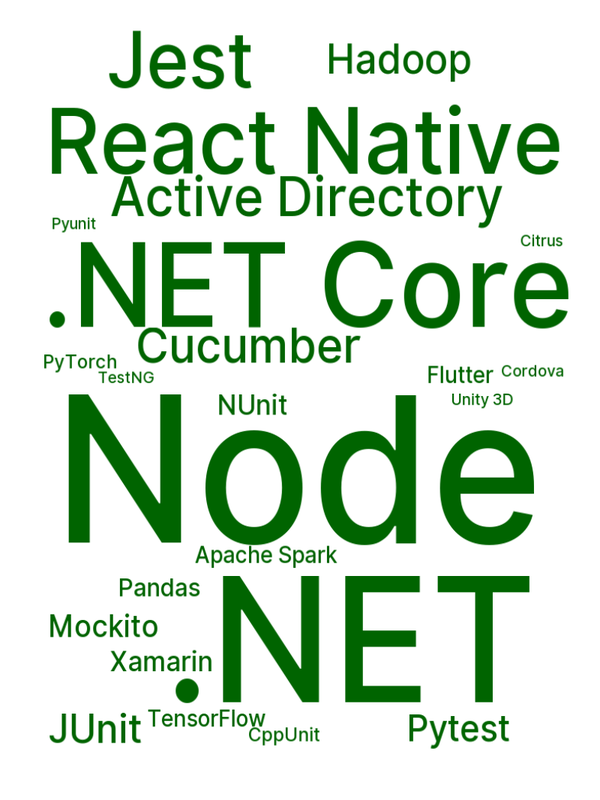 Jest
Hadoop
React Native
Active Directory
Pyunit
Citrus
.NET Core
Cucumber
PyTorch
TestNG
Flutter
Cordova
Unity 3D
NUnit
Node
Apache Spark
Pandas
.NET
Mockito
Xamarin
JUnit
TensorFlow
CppUnit
Pytest